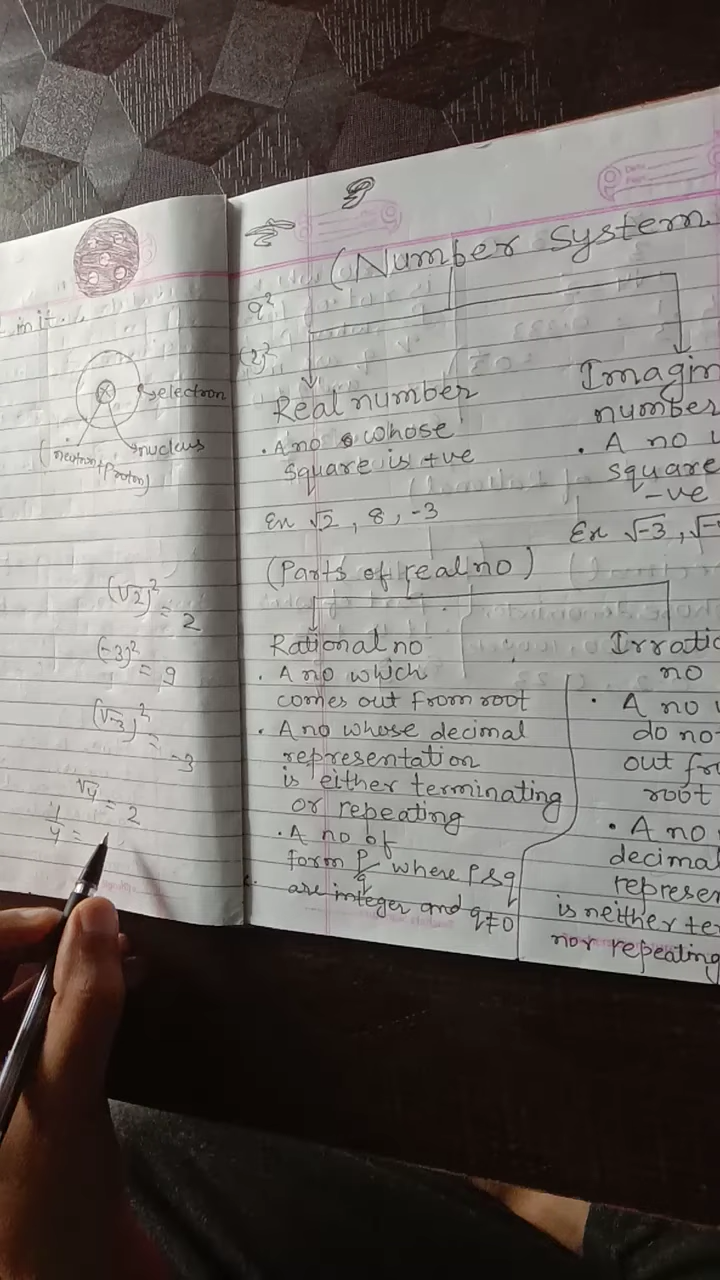 in it.
electron
nucleus
(neutron+Proton)
(√2)² = 2
(-3)² = 9
(√-3)² = -3
√4 = 2
1/4 =
(Number system
Real number
. A no whose
square is +ve
Ex √2, 8, -3
Imagin
number
. A no
square
-ve
Ex √-3, √-
(Parts of real no)
Rational no
. A no which
comes out from root
. A no whose decimal
representation
is either terminating
or repeating
. A no of
form P/q where P & q
are integer and q≠0
Irratio
no
. A no
do no
out fro
root
. A no
decimal
represen
is neither te
nor repeating